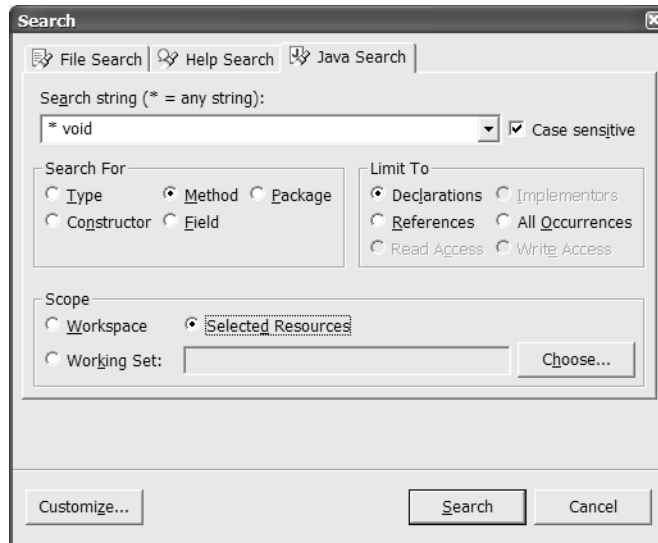 Search
File Search Help Search Java Search
Search string (* = any string):
* void Case sensitive
Search For Limit To
Type Method Package Declarations Implementors
Constructor Field References All Occurrences
Read Access Write Access
Scope
Workspace Selected Resources
Working Set: Choose...
Customize... Search Cancel